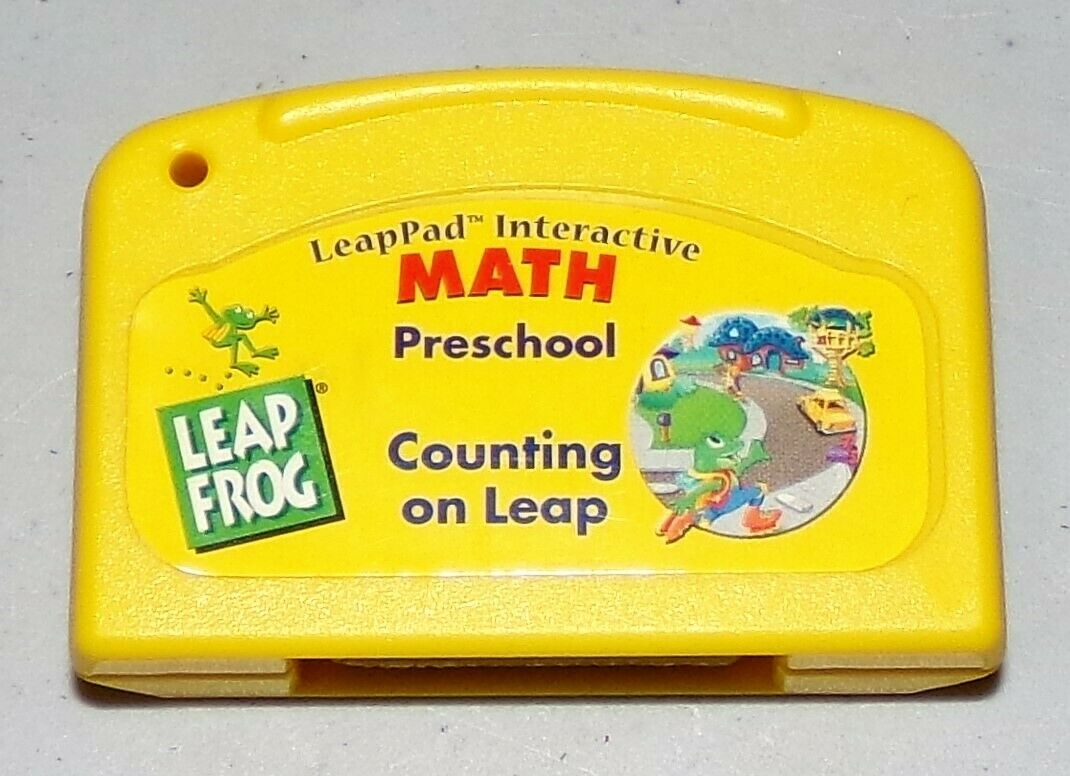 LeapPad™ Interactive
MATH
Preschool
LEAP
FROG®
Counting
on Leap